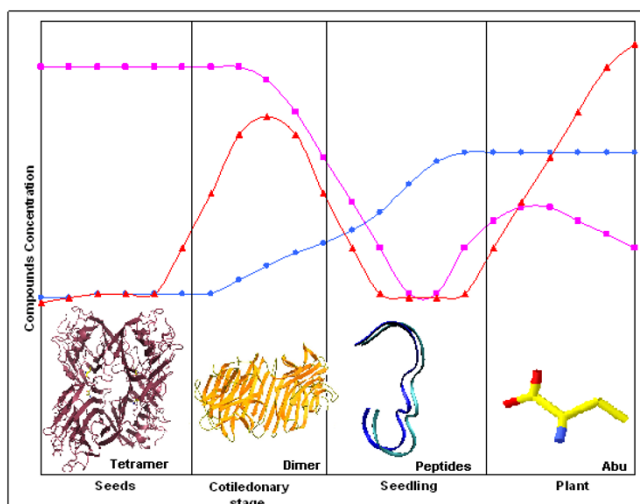 Compounds Concentration
Tetramer
Dimer
Peptides
Abu
Seeds
Cotiledonary
stage
Seedling
Plant